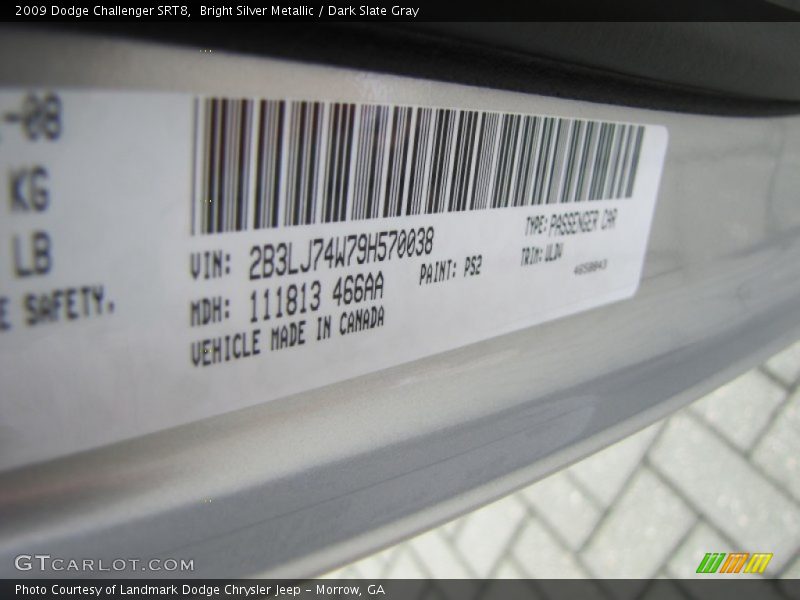 2009 Dodge Challenger SRT8, Bright Silver Metallic / Dark Slate Gray
-08
KG
LB
E SAFETY.
VIN: 2B3LJ74W79H570038
TYPE: PASSENGER CAR
MDH: 111813 466AA
PAINT: PS2
TRIM: ULDV
VEHICLE MADE IN CANADA
GTCARLOT.COM
Photo Courtesy of Landmark Dodge Chrysler Jeep - Morrow, GA